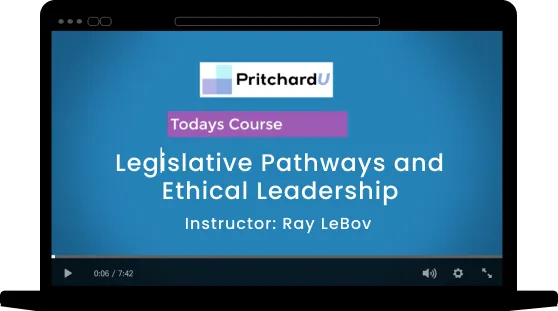 PritchardU
Todays Course
Legislative Pathways and
Ethical Leadership
Instructor: Ray LeBov
0:06 / 7:42